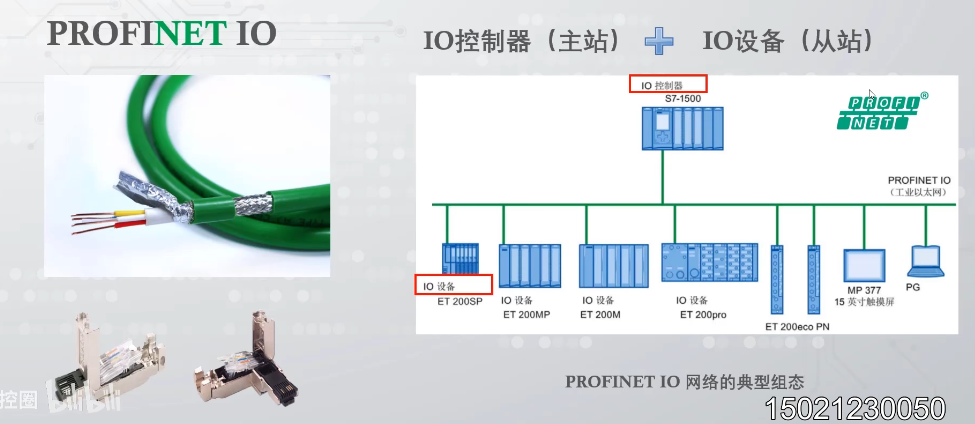 PROFINET IO
IO控制器（主站） + IO设备（从站）
IO 控制器
S7-1500
PROFI®
NET
PROFINET IO
（工业以太网）
IO 设备
ET 200SP
IO 设备
ET 200MP
IO 设备
ET 200M
IO 设备
ET 200pro
ET 200eco PN
MP 377
15 英寸触摸屏
PG
PROFINET IO 网络的典型组态
控圈 bilibili
15021230050